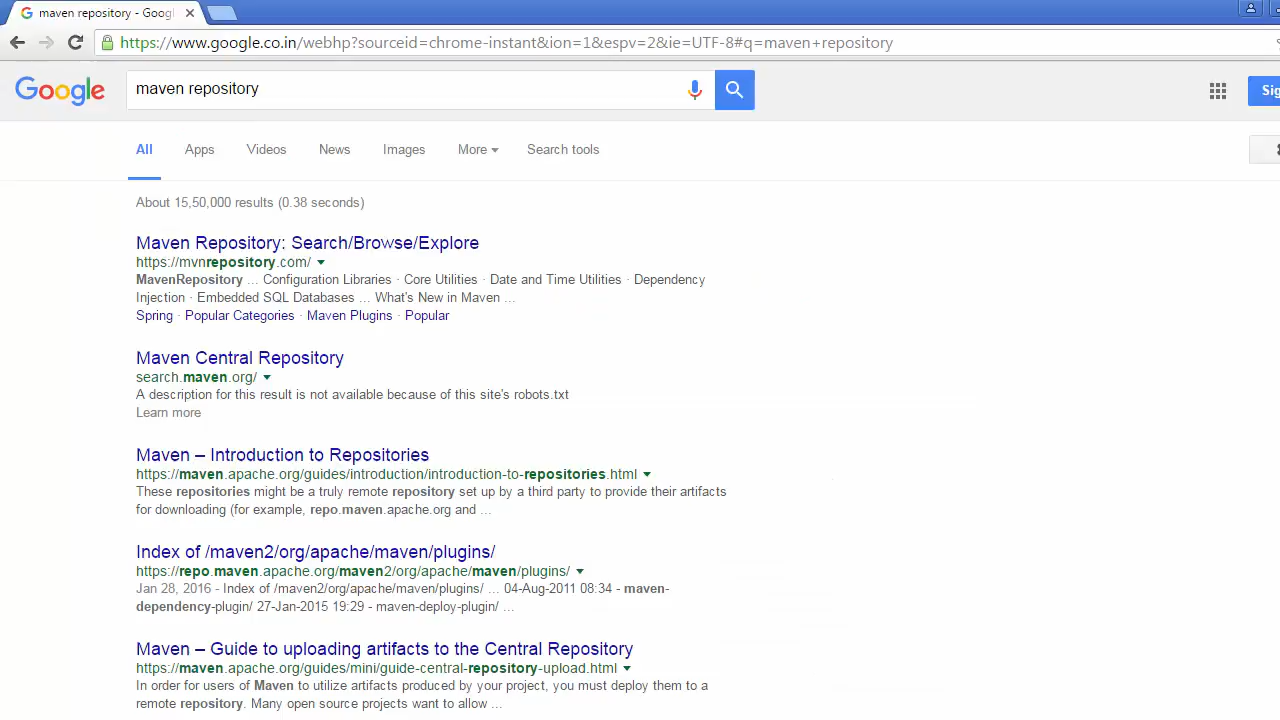 maven repository - Goog
https://www.google.co.in/webhp?sourceid=chrome-instant&ion=1&espv=2&ie=UTF-8#q=maven+repository
Google
maven repository
Sig
All Apps Videos News Images More Search tools
About 15,50,000 results (0.38 seconds)
Maven Repository: Search/Browse/Explore
https://mvnrepository.com/
MavenRepository ... Configuration Libraries · Core Utilities · Date and Time Utilities · Dependency
Injection · Embedded SQL Databases ... What's New in Maven ...
Spring · Popular Categories · Maven Plugins · Popular
Maven Central Repository
search.maven.org/
A description for this result is not available because of this site's robots.txt
Learn more
Maven – Introduction to Repositories
https://maven.apache.org/guides/introduction/introduction-to-repositories.html
These repositories might be a truly remote repository set up by a third party to provide their artifacts
for downloading (for example, repo.maven.apache.org and ...
Index of /maven2/org/apache/maven/plugins/
https://repo.maven.apache.org/maven2/org/apache/maven/plugins/
Jan 28, 2016 - Index of /maven2/org/apache/maven/plugins/ ... 04-Aug-2011 08:34 - maven-
dependency-plugin/ 27-Jan-2015 19:29 - maven-deploy-plugin/ ...
Maven – Guide to uploading artifacts to the Central Repository
https://maven.apache.org/guides/mini/guide-central-repository-upload.html
In order for users of Maven to utilize artifacts produced by your project, you must deploy them to a
remote repository. Many open source projects want to allow ...